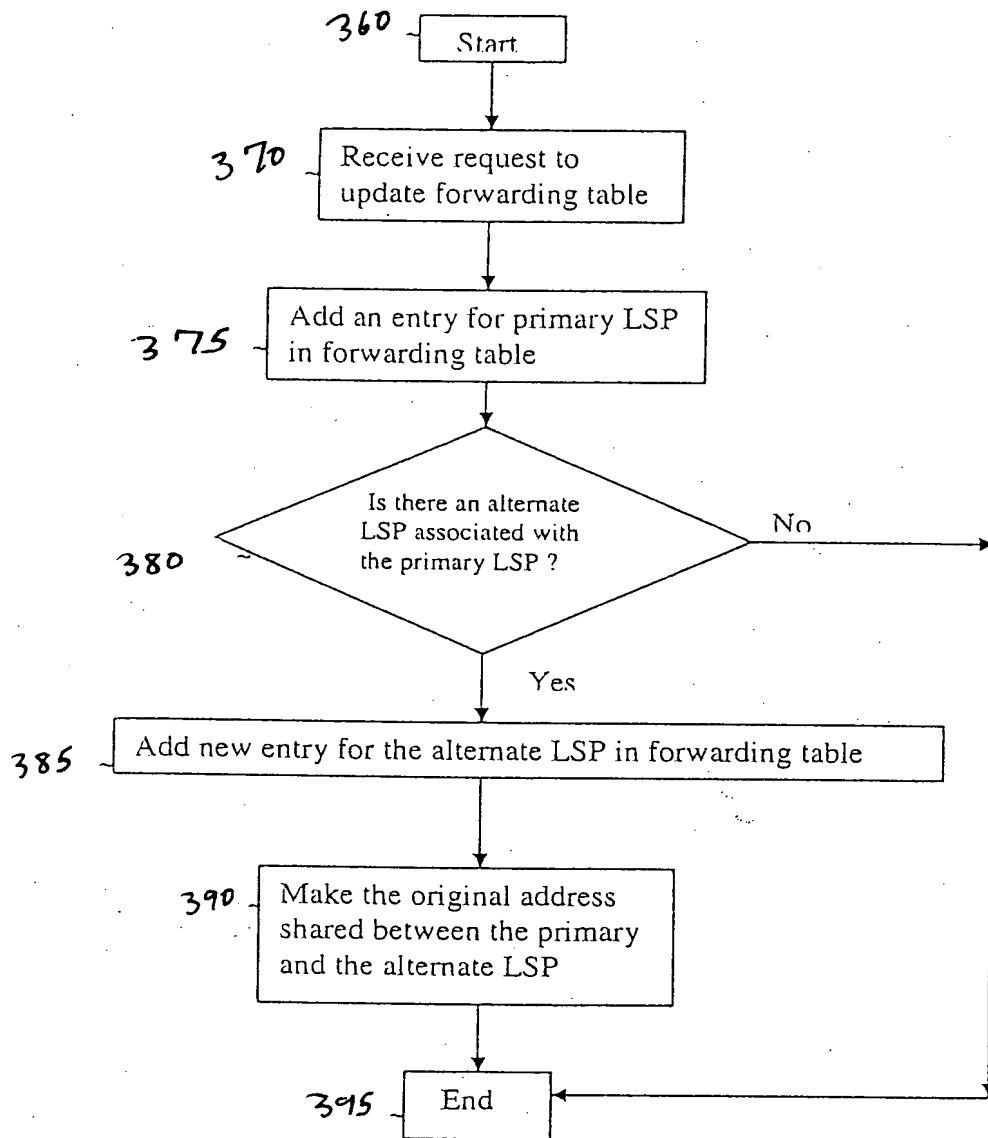 360
Start
370
Receive request to
update forwarding table
375
Add an entry for primary LSP
in forwarding table
Is there an alternate
LSP associated with
the primary LSP ?
380
No
Yes
385
Add new entry for the alternate LSP in forwarding table
390
Make the original address
shared between the primary
and the alternate LSP
395
End